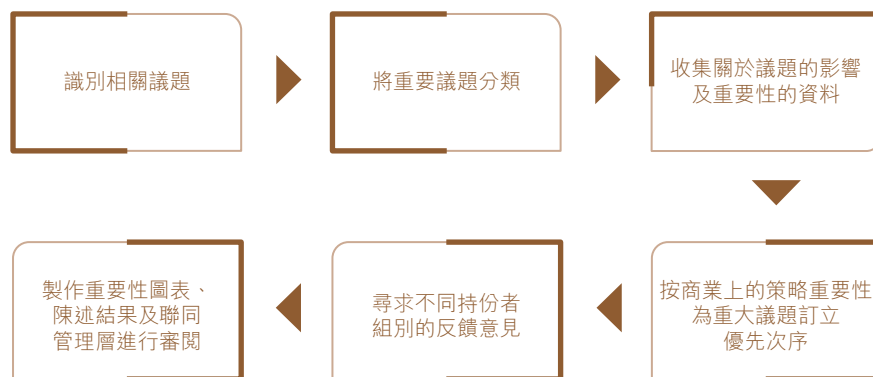 識別相關議題
將重要議題分類
收集關於議題的影響
及重要性的資料
按商業上的策略重要性
為重大議題訂立
優先次序
尋求不同持份者
組別的反饋意見
製作重要性圖表、
陳述結果及聯同
管理層進行審閱